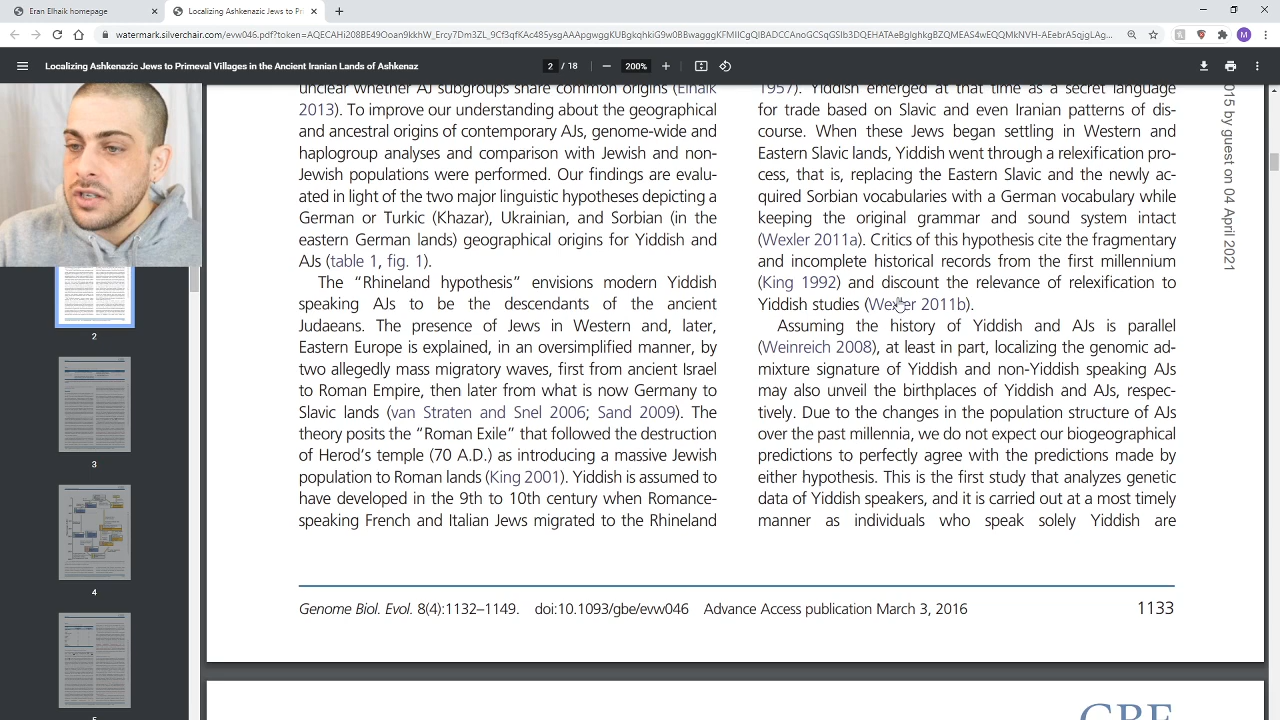 Eran Elhaik homepage
Localizing Ashkenazic Jews to Pri
Localizing Ashkenazic Jews to Primeval Villages in the Ancient Iranian Lands of Ashkenaz
2 / 18
200%
unclear whether AJ subgroups share common origins (Elhaik
2013). To improve our understanding about the geographical
and ancestral origins of contemporary AJs, genome-wide and
haplogroup analyses and comparison with Jewish and non-
Jewish populations were performed. Our findings are evalu-
ated in light of the two major linguistic hypotheses depicting a
German or Turkic (Khazar), Ukrainian, and Sorbian (in the
eastern German lands) geographical origins for Yiddish and
AJs (table 1, fig. 1).
The Rhineland hypothesis envisions modern Yiddish
speaking AJs to be the descendants of the ancient
Judaeans. The presence of Jews in Western and, later,
Eastern Europe is explained, in an oversimplified manner, by
two allegedly mass migratory waves, first from ancient Israel
to Roman Empire, then later from what is now Germany to
Slavic lands (van Straten and Snel 2006; Sand 2009). The
theory posits the "Roman Exile" that followed the destruction
of Herod's temple (70 A.D.) as introducing a massive Jewish
population to Roman lands (King 2001). Yiddish is assumed to
have developed in the 9th to 10th century when Romance-
speaking French and Italian Jews migrated to the Rhineland
1957). Yiddish emerged at that time as a secret language
for trade based on Slavic and even Iranian patterns of dis-
course. When these Jews began settling in Western and
Eastern Slavic lands, Yiddish went through a relexification pro-
cess, that is, replacing the Eastern Slavic and the newly ac-
quired Sorbian vocabularies with a German vocabulary while
keeping the original grammar and sound system intact
(Wexler 2011a). Critics of this hypothesis cite the fragmentary
and incomplete historical records from the first millennium
(King 1992) and discount the relevance of relexification to
Yiddish studies (Wexler 2011b).
Assuming the history of Yiddish and AJs is parallel
(Weinreich 2008), at least in part, localizing the genomic ad-
mixture signature of Yiddish and non-Yiddish speaking AJs
may also unveil the birthplaces of Yiddish and AJs, respec-
tively. Due to the changes in the population structure of AJs
over the past millennia, we do not expect our biogeographical
predictions to perfectly agree with the predictions made by
either hypothesis. This is the first study that analyzes genetic
data of Yiddish speakers, and it is carried out at a most timely
manner as individuals who speak solely Yiddish are
015 by guest on 04 April 2021
Genome Biol. Evol. 8(4):1132–1149. doi:10.1093/gbe/evw046 Advance Access publication March 3, 2016
1133
GBE
2
3
4
M